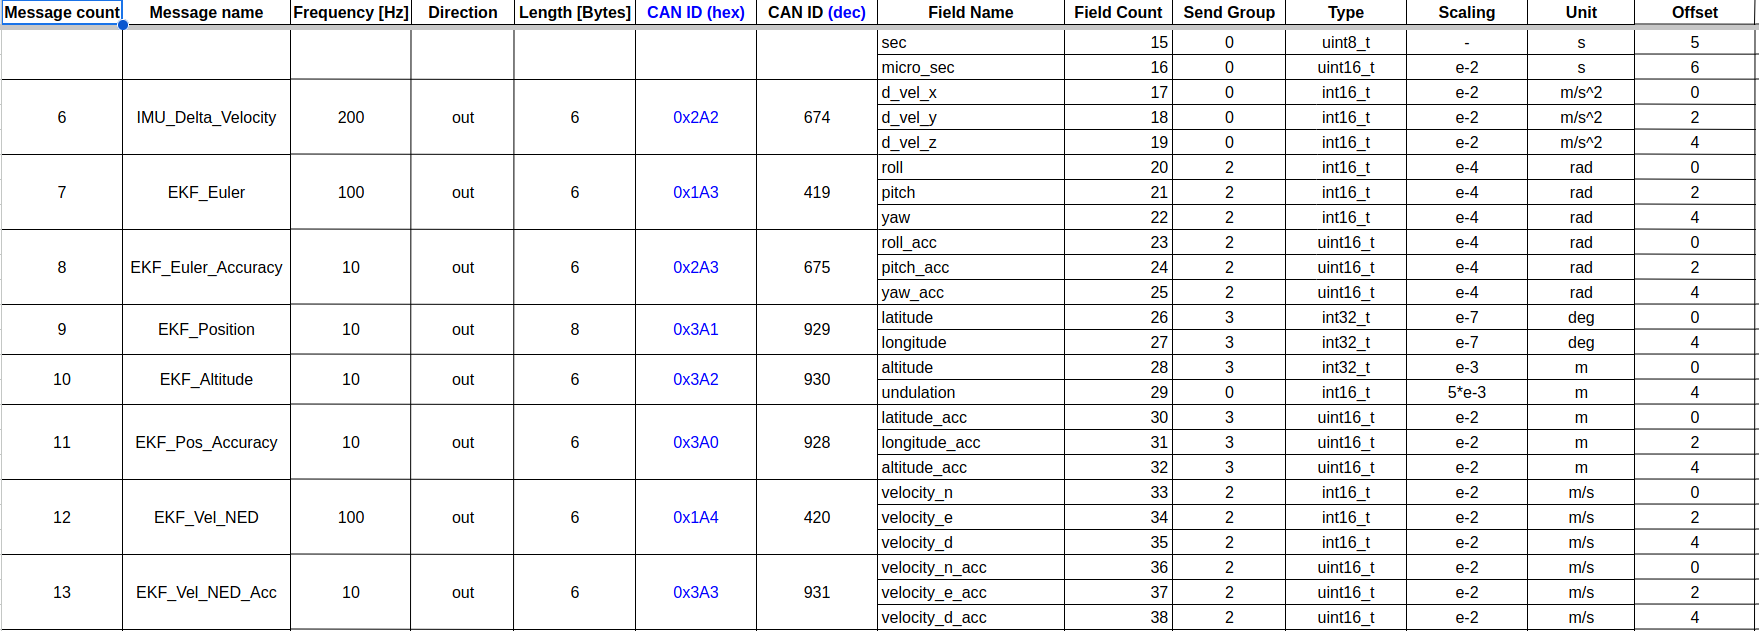 Message count Message name Frequency [Hz] Direction Length [Bytes] CAN ID (hex) CAN ID (dec) Field Name Field Count Send Group Type Scaling Unit Offset
sec 15 0 uint8_t - s 5
micro_sec 16 0 uint16_t e-2 s 6
d_vel_x 17 0 int16_t e-2 m/s^2 0
6 IMU_Delta_Velocity 200 out 6 0x2A2 674 d_vel_y 18 0 int16_t e-2 m/s^2 2
d_vel_z 19 0 int16_t e-2 m/s^2 4
roll 20 2 int16_t e-4 rad 0
7 EKF_Euler 100 out 6 0x1A3 419 pitch 21 2 int16_t e-4 rad 2
yaw 22 2 int16_t e-4 rad 4
roll_acc 23 2 uint16_t e-4 rad 0
8 EKF_Euler_Accuracy 10 out 6 0x2A3 675 pitch_acc 24 2 uint16_t e-4 rad 2
yaw_acc 25 2 uint16_t e-4 rad 4
9 EKF_Position 10 out 8 0x3A1 929 latitude 26 3 int32_t e-7 deg 0
longitude 27 3 int32_t e-7 deg 4
10 EKF_Altitude 10 out 6 0x3A2 930 altitude 28 3 int32_t e-3 m 0
undulation 29 0 int16_t 5*e-3 m 4
latitude_acc 30 3 uint16_t e-2 m 0
11 EKF_Pos_Accuracy 10 out 6 0x3A0 928 longitude_acc 31 3 uint16_t e-2 m 2
altitude_acc 32 3 uint16_t e-2 m 4
velocity_n 33 2 int16_t e-2 m/s 0
12 EKF_Vel_NED 100 out 6 0x1A4 420 velocity_e 34 2 int16_t e-2 m/s 2
velocity_d 35 2 int16_t e-2 m/s 4
velocity_n_acc 36 2 uint16_t e-2 m/s 0
13 EKF_Vel_NED_Acc 10 out 6 0x3A3 931 velocity_e_acc 37 2 uint16_t e-2 m/s 2
velocity_d_acc 38 2 uint16_t e-2 m/s 4